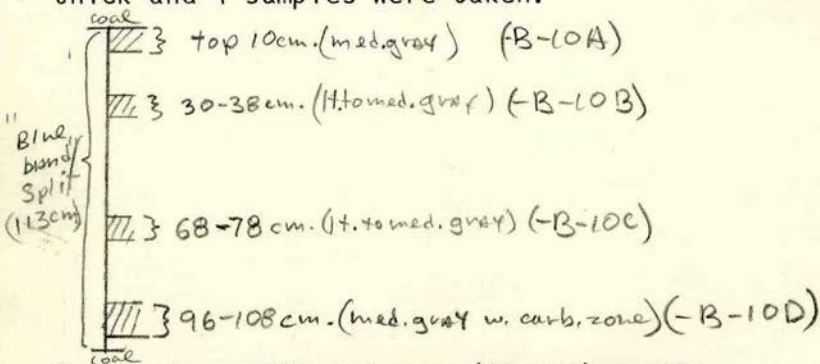 thick and 4 samples were taken.
coal
top 10cm. (med. gray) (-B-10A)
30-38 cm. (lt. to med. gray) (-B-10B)
"Blue
band"
Split
(113cm)
68-78 cm. (lt. to med. gray) (-B-10C)
96-108 cm. (med. gray w. carb. zone) (-B-10D)
coal